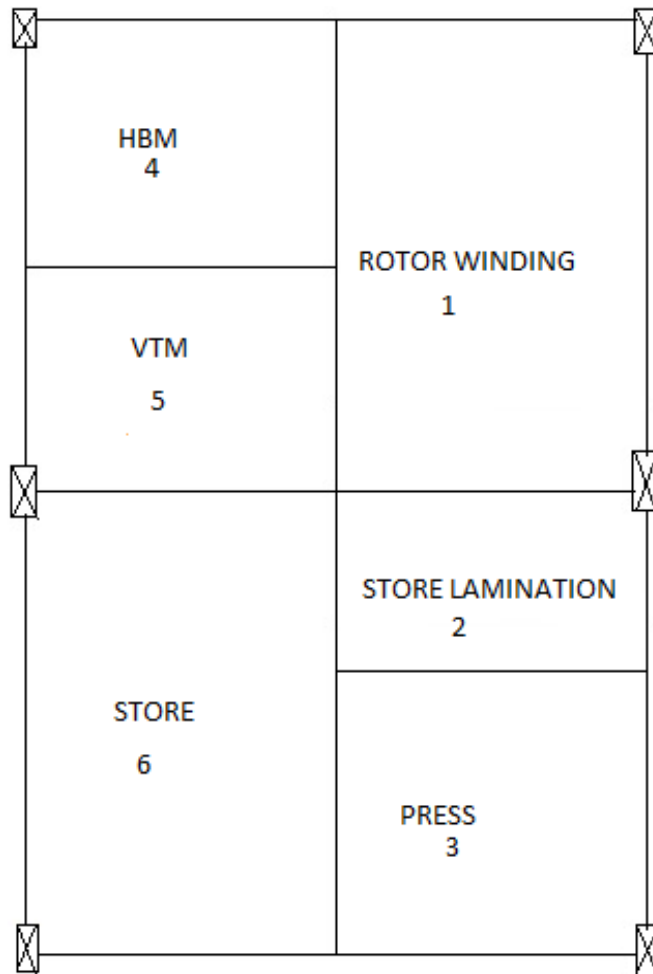 HBM
4
ROTOR WINDING
1
VTM
5
STORE LAMINATION
2
STORE
6
PRESS
3